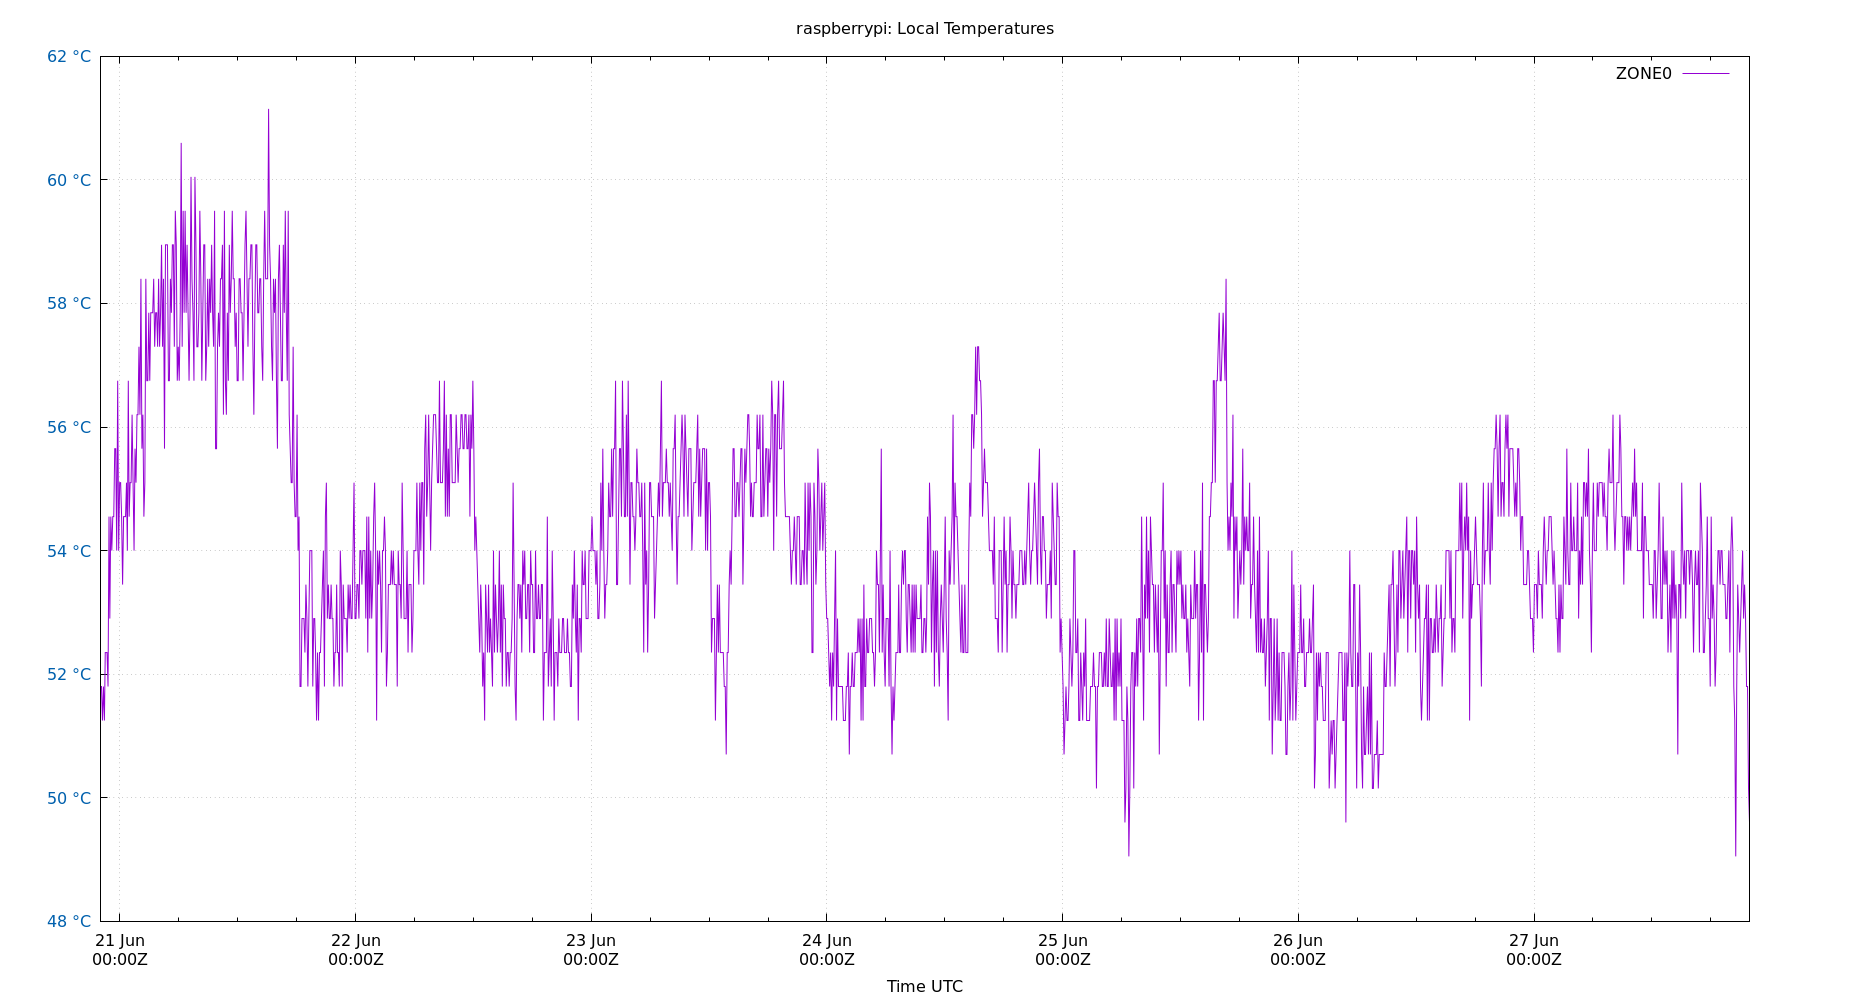 raspberrypi: Local Temperatures
62 °C
ZONE0
60 °C
58 °C
56 °C
54 °C
52 °C
50 °C
48 °C
21 Jun 22 Jun 23 Jun 24 Jun 25 Jun 26 Jun 27 Jun
00:00Z 00:00Z 00:00Z 00:00Z 00:00Z 00:00Z 00:00Z
Time UTC